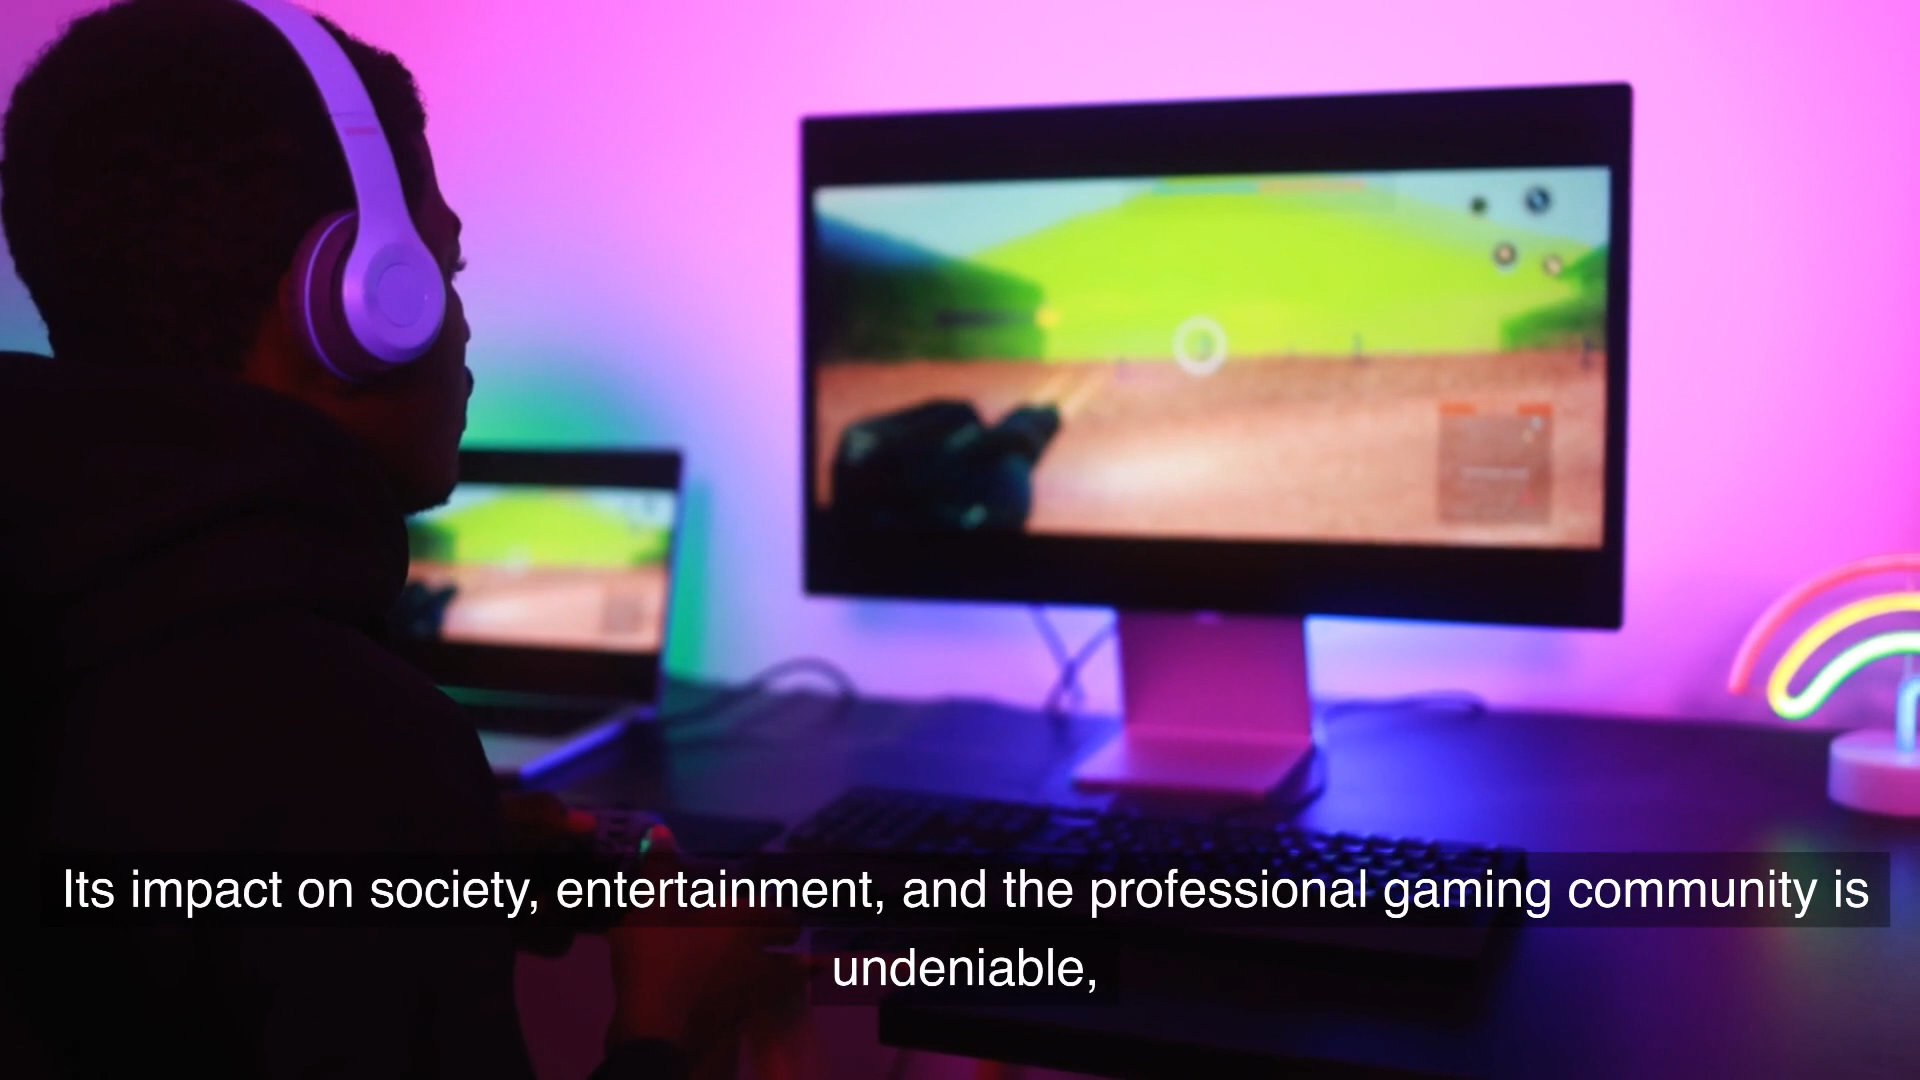 Its impact on society, entertainment, and the professional gaming community is
undeniable,